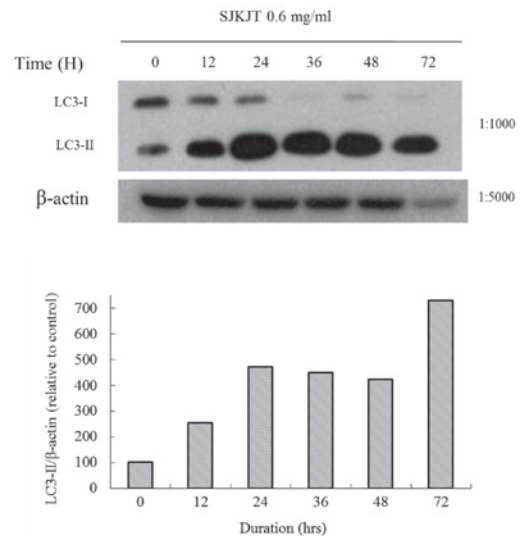 SJKJT 0.6 mg/ml
Time (H) 0 12 24 36 48 72
LC3-I
1:1000
LC3-II
β-actin 1:5000
LC3-II/β-actin (relative to control)
700
600
500
400
300
200
100
0
0 12 24 36 48 72
Duration (hrs)